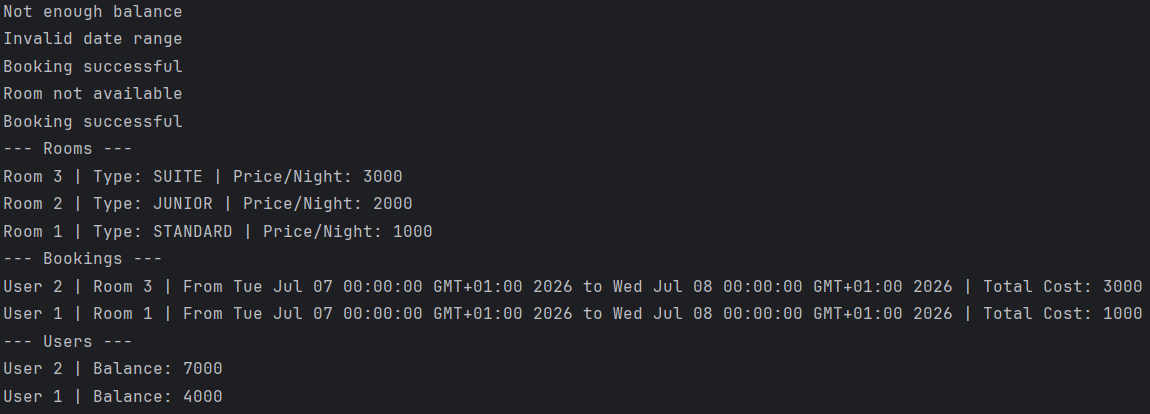 Not enough balance
Invalid date range
Booking successful
Room not available
Booking successful
--- Rooms ---
Room 3 | Type: SUITE | Price/Night: 3000
Room 2 | Type: JUNIOR | Price/Night: 2000
Room 1 | Type: STANDARD | Price/Night: 1000
--- Bookings ---
User 2 | Room 3 | From Tue Jul 07 00:00:00 GMT+01:00 2026 to Wed Jul 08 00:00:00 GMT+01:00 2026 | Total Cost: 3000
User 1 | Room 1 | From Tue Jul 07 00:00:00 GMT+01:00 2026 to Wed Jul 08 00:00:00 GMT+01:00 2026 | Total Cost: 1000
--- Users ---
User 2 | Balance: 7000
User 1 | Balance: 4000